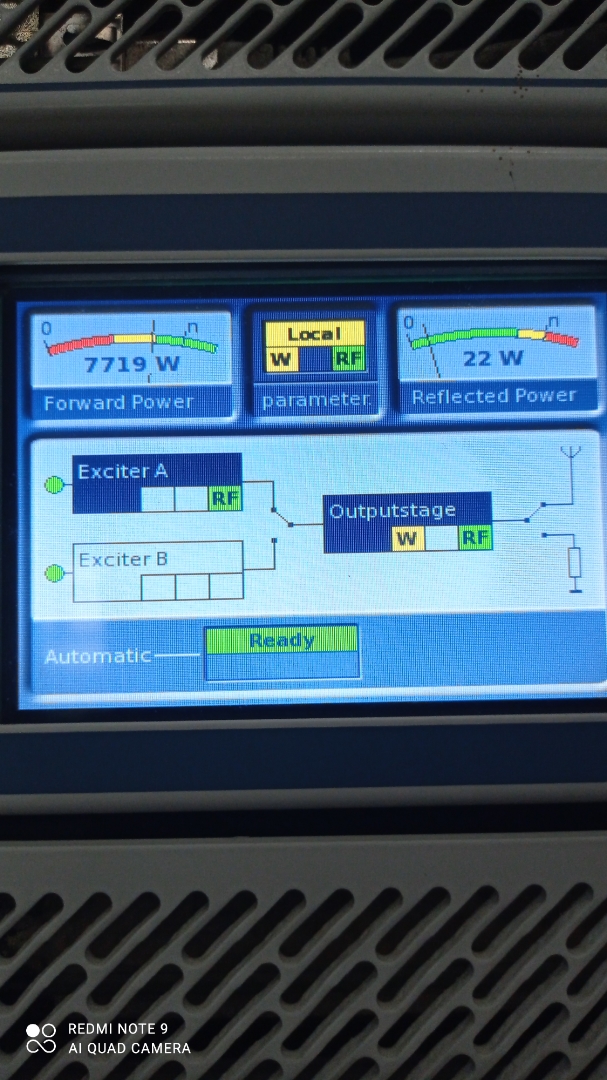 0 n
7719 W
Forward Power
Local
W RF
parameter.
0 n
22 W
Reflected Power
Exciter A
RF
Exciter B
Outputstage
W RF
Automatic
Ready
REDMI NOTE 9
AI QUAD CAMERA